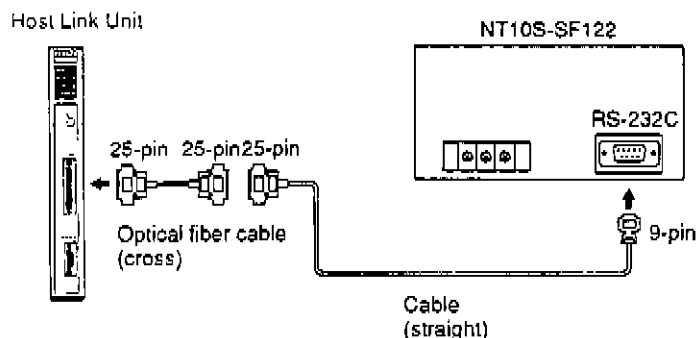 Host Link Unit
NT10S-SF122
RS-232C
25-pin 25-pin 25-pin
9-pin
Optical fiber cable
(cross)
Cable
(straight)